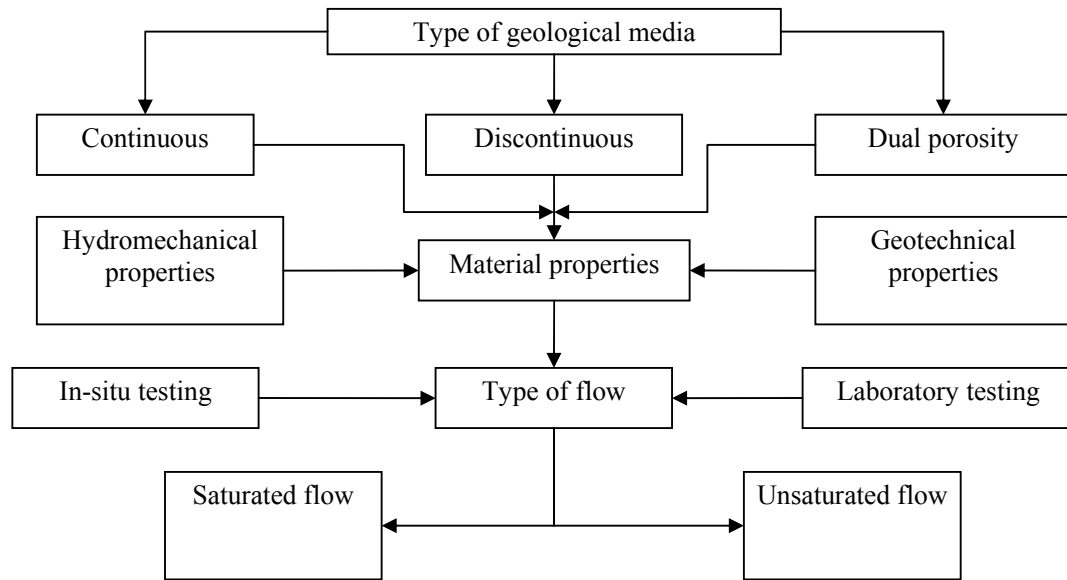 Type of geological media
Continuous
Discontinuous
Dual porosity
Hydromechanical
properties
Material properties
Geotechnical
properties
In-situ testing
Type of flow
Laboratory testing
Saturated flow
Unsaturated flow